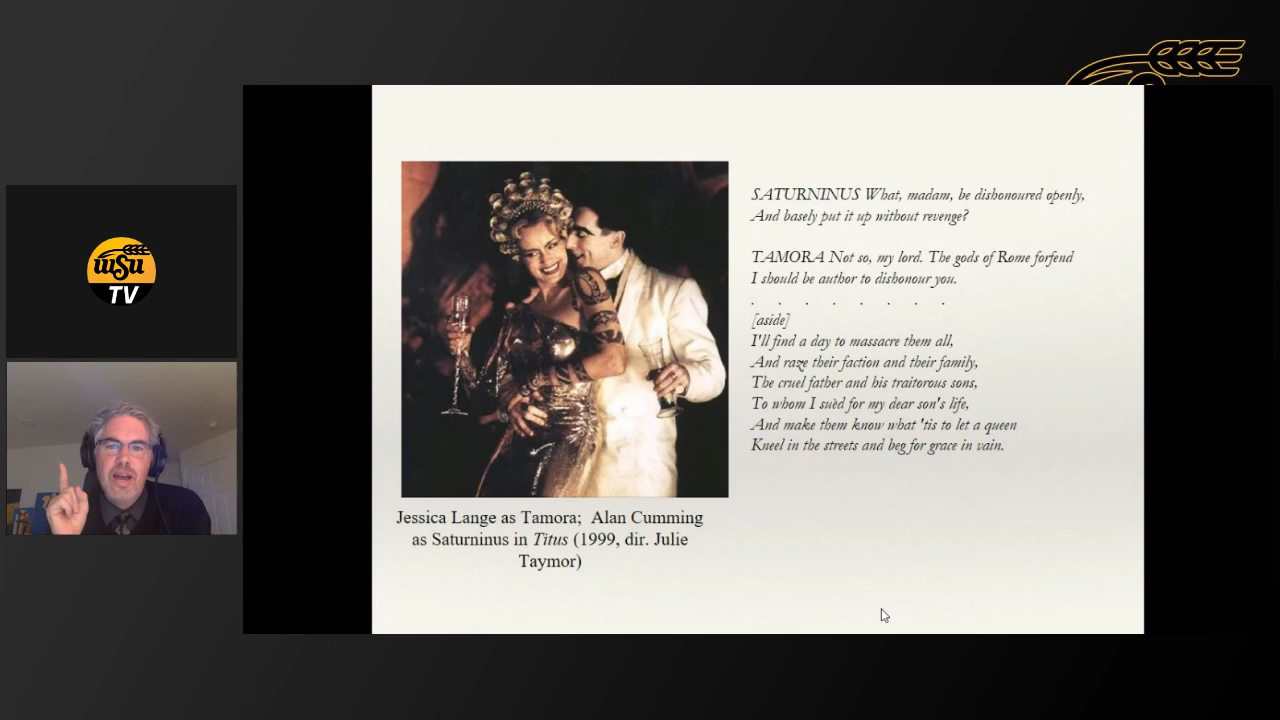 wsu
TV
SATURNINUS What, madam, be dishonoured openly,
And basely put it up without revenge?
TAMORA Not so, my lord. The gods of Rome forfend
I should be author to dishonour you.
. . . . . . . .
[aside]
I'll find a day to massacre them all,
And raze their faction and their family,
The cruel father and his traitorous sons,
To whom I suèd for my dear son's life,
And make them know what 'tis to let a queen
Kneel in the streets and beg for grace in vain.
Jessica Lange as Tamora; Alan Cumming
as Saturninus in Titus (1999, dir. Julie
Taymor)